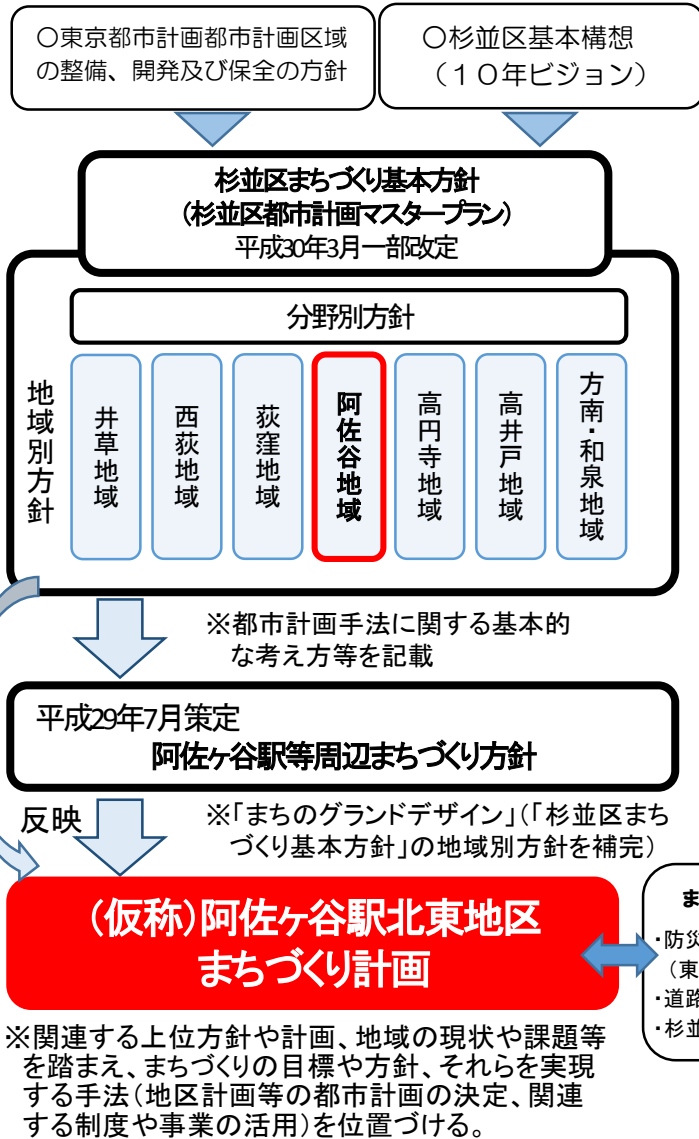 ○東京都市計画都市計画区域
の整備、開発及び保全の方針
○杉並区基本構想
（１０年ビジョン）
杉並区まちづくり基本方針
（杉並区都市計画マスタープラン）
平成30年3月一部改定
分野別方針
地域別方針
井草地域
西荻地域
荻窪地域
阿佐谷地域
高円寺地域
高井戸地域
方南・和泉地域
※都市計画手法に関する基本的
な考え方等を記載
平成29年7月策定
阿佐ヶ谷駅等周辺まちづくり方針
反映
※「まちのグランドデザイン」（「杉並区まち
づくり基本方針」の地域別方針を補完）
（仮称）阿佐ヶ谷駅北東地区
まちづくり計画
ま
・防災
（東
・道路
・杉並
※関連する上位方針や計画、地域の現状や課題等
を踏まえ、まちづくりの目標や方針、それらを実現
する手法（地区計画等の都市計画の決定、関連
する制度や事業の活用）を位置づける。